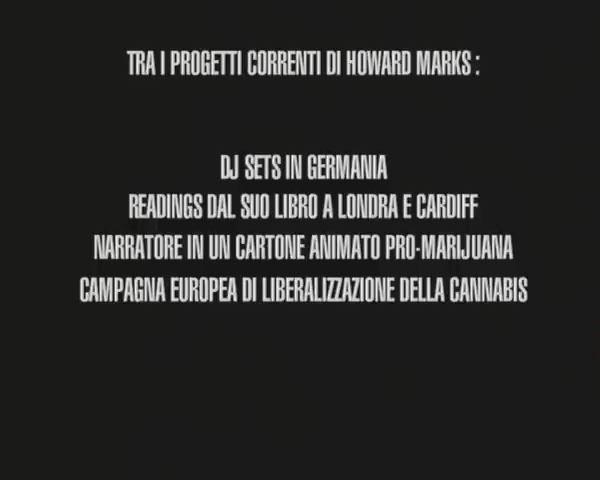 TRA I PROGETTI CORRENTI DI HOWARD MARKS :
DJ SETS IN GERMANIA
READINGS DAL SUO LIBRO A LONDRA E CARDIFF
NARRATORE IN UN CARTONE ANIMATO PRO-MARIJUANA
CAMPAGNA EUROPEA DI LIBERALIZZAZIONE DELLA CANNABIS